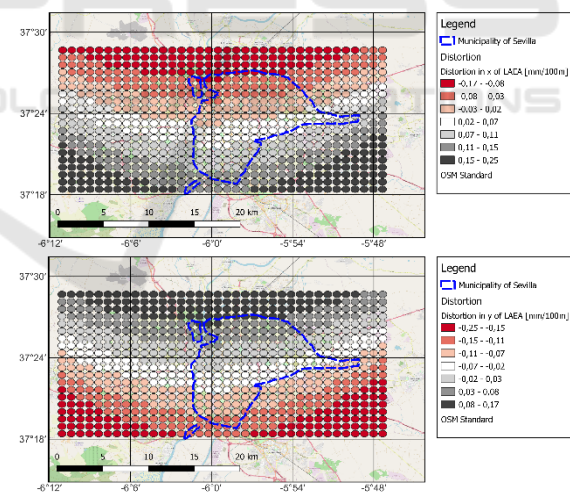 37°30'
37°24'
37°18'
0 5 10 15 20 km
-6°12' -6°6' -6°0' -5°54' -5°48'
Legend
Municipality of Sevilla
Distortion
Distortion in x of LAEA [mm/100m]
-0,17 - -0,08
-0,08 - -0,03
-0,03 - 0,02
0,02 - 0,07
0,07 - 0,11
0,11 - 0,15
0,15 - 0,25
OSM Standard
37°30'
37°24'
37°18'
0 5 10 15 20 km
-6°12' -6°6' -6°0' -5°54' -5°48'
Legend
Municipality of Sevilla
Distortion
Distortion in y of LAEA [mm/100m]
-0,25 - -0,15
-0,15 - -0,11
-0,11 - -0,07
-0,07 - -0,02
-0,02 - 0,03
0,03 - 0,08
0,08 - 0,17
OSM Standard